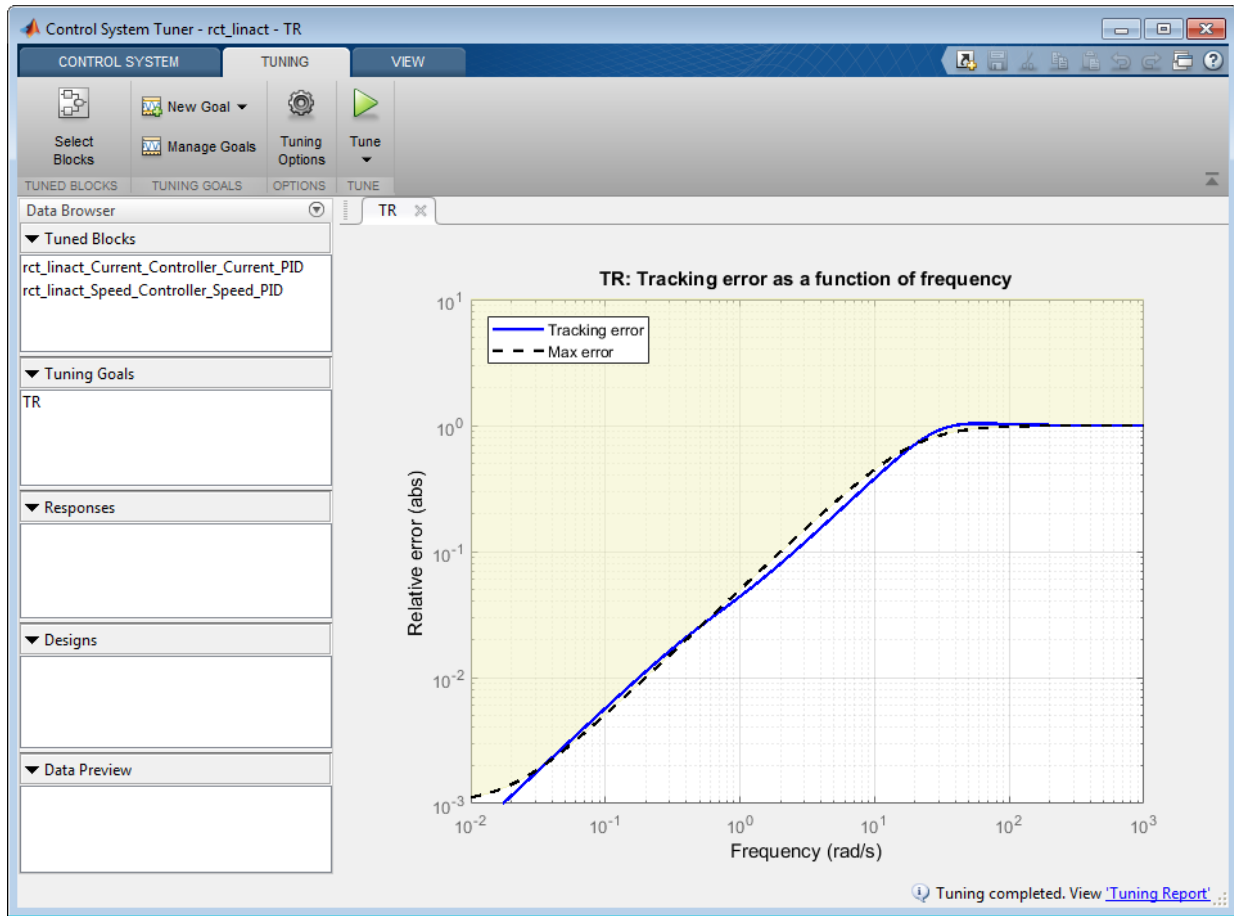 Control System Tuner - rct_linact - TR
CONTROL SYSTEM
TUNING
VIEW
Select Blocks
New Goal
Manage Goals
Tuning Options
Tune
TUNED BLOCKS
TUNING GOALS
OPTIONS
TUNE
Data Browser
TR
Tuned Blocks
rct_linact_Current_Controller_Current_PID
rct_linact_Speed_Controller_Speed_PID
Tuning Goals
TR
Responses
Designs
Data Preview
TR: Tracking error as a function of frequency
Tracking error
Max error
Relative error (abs)
10^1
10^0
10^-1
10^-2
10^-3
10^-2
10^-1
10^0
10^1
10^2
10^3
Frequency (rad/s)
Tuning completed. View 'Tuning Report'.